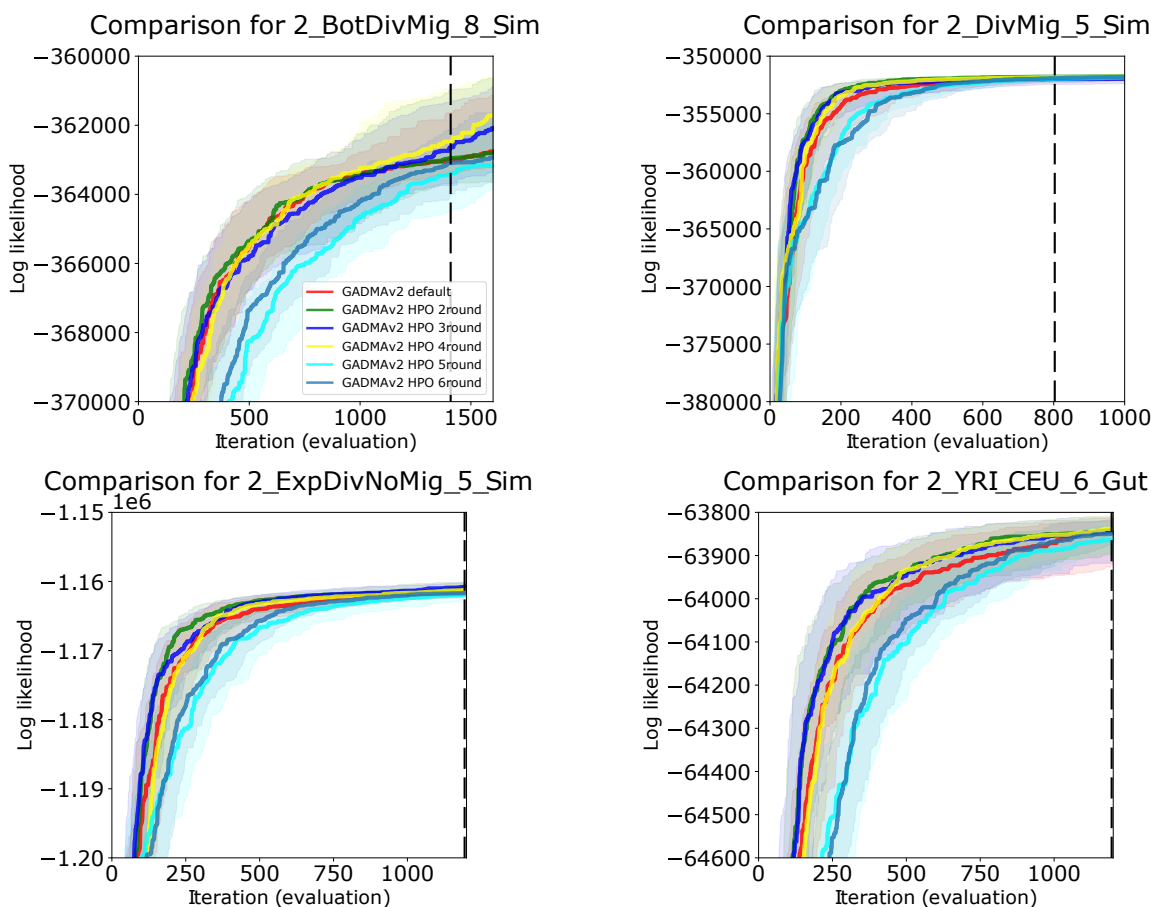 Comparison for 2_BotDivMig_8_Sim
−360000
−362000
−364000
−366000
−368000
−370000
Log likelihood
0
500
1000
1500
Iteration (evaluation)
GADMAv2 default
GADMAv2 HPO 2round
GADMAv2 HPO 3round
GADMAv2 HPO 4round
GADMAv2 HPO 5round
GADMAv2 HPO 6round
Comparison for 2_DivMig_5_Sim
−350000
−355000
−360000
−365000
−370000
−375000
−380000
Log likelihood
0
200
400
600
800
1000
Iteration (evaluation)
Comparison for 2_ExpDivNoMig_5_Sim
1e6
−1.15
−1.16
−1.17
−1.18
−1.19
−1.20
Log likelihood
0
250
500
750
1000
Iteration (evaluation)
Comparison for 2_YRI_CEU_6_Gut
−63800
−63900
−64000
−64100
−64200
−64300
−64400
−64500
−64600
Log likelihood
0
250
500
750
1000
Iteration (evaluation)